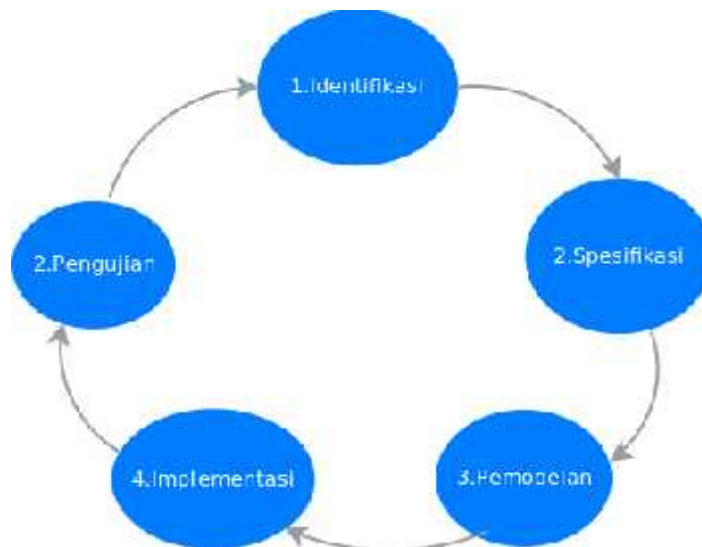 1.Identifikasi
2.Spesifikasi
3.Pemodelan
4.Implementasi
2.Pengujian